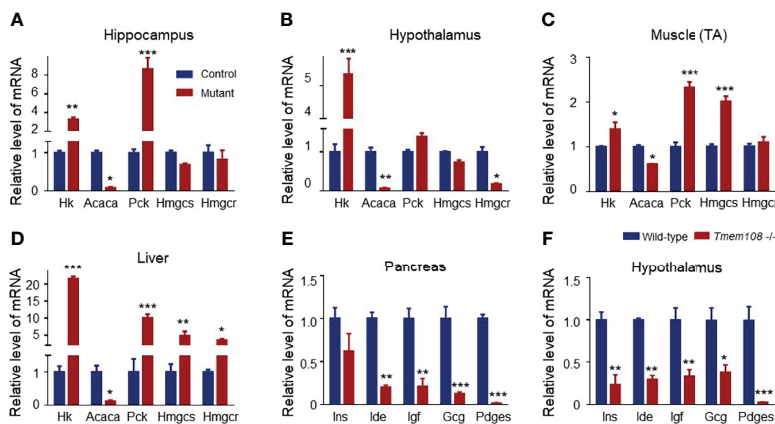 A
Hippocampus
Relative level of mRNA
8
6
4
2
1
0
Control
Mutant
**
*
***
Hk Acaca Pck Hmgcs Hmgcr
B
Hypothalamus
Relative level of mRNA
5
4
1
0
***
**
*
Hk Acaca Pck Hmgcs Hmgcr
C
Muscle (TA)
Relative level of mRNA
3
2
1
0
*
*
***
***
Hk Acaca Pck Hmgcs Hmgcr
D
Liver
Relative level of mRNA
20
15
10
5
1
0
***
*
***
**
*
Hk Acaca Pck Hmgcs Hmgcr
Wild-type Tmem108 -/-
E
Pancreas
Relative level of mRNA
1.5
1.0
0.5
0
**
**
***
***
Ins Ide Igf Gcg Pdges
F
Hypothalamus
Relative level of mRNA
1.5
1.0
0.5
0
**
**
**
*
***
Ins Ide Igf Gcg Pdges